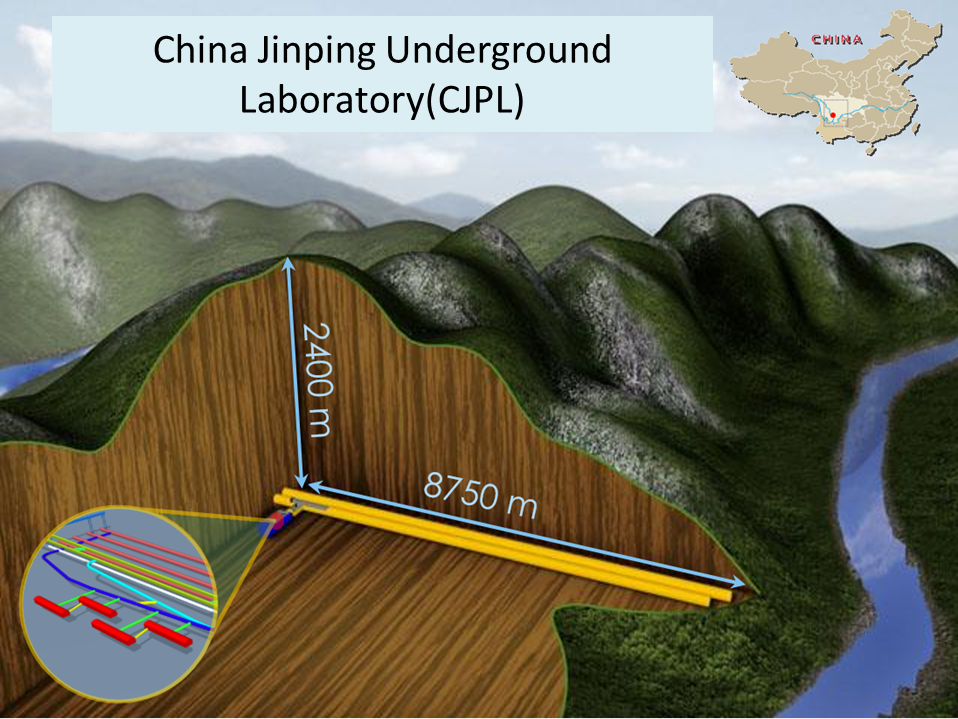 China Jinping Underground
Laboratory(CJPL)
CHINA
2400 m
8750 m